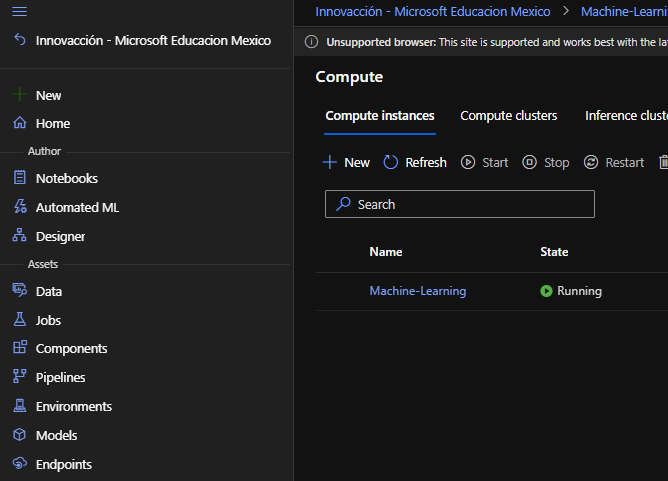 Innovacción - Microsoft Educacion Mexico
New
Home
Author
Notebooks
Automated ML
Designer
Assets
Data
Jobs
Components
Pipelines
Environments
Models
Endpoints
Innovacción - Microsoft Educacion Mexico > Machine-Learni
Unsupported browser: This site is supported and works best with the la
Compute
Compute instances Compute clusters Inference cluste
New Refresh Start Stop Restart
Search
Name State
Machine-Learning Running